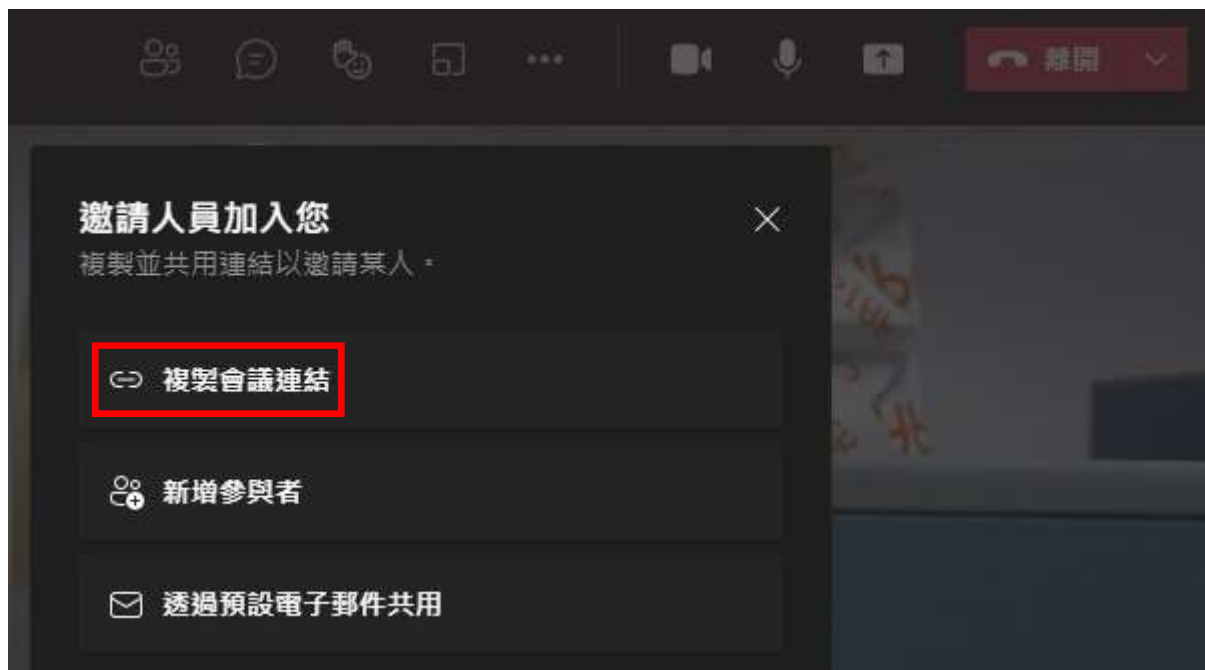 離開
邀請人員加入您
複製並共用連結以邀請某人。
複製會議連結
新增參與者
透過預設電子郵件共用
北